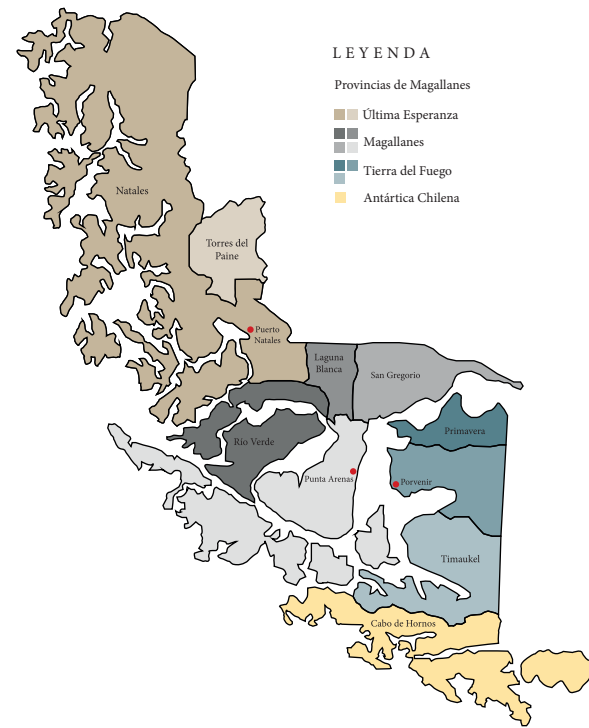 LEYENDA
Provincias de Magallanes
Última Esperanza
Magallanes
Tierra del Fuego
Antártica Chilena
Natales
Torres del
Paine
Puerto
Natales
Laguna
Blanca
San Gregorio
Río Verde
Primavera
Punta Arenas
Porvenir
Timaukel
Cabo de Hornos